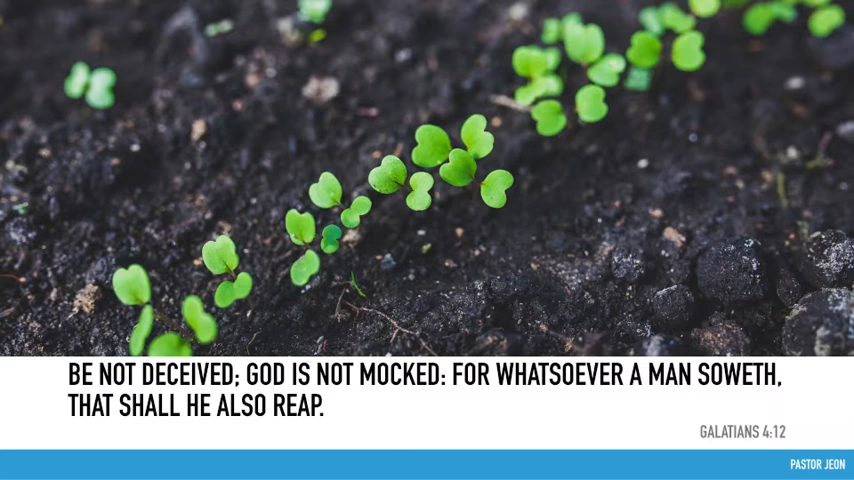 BE NOT DECEIVED; GOD IS NOT MOCKED: FOR WHATSOEVER A MAN SOWETH,
THAT SHALL HE ALSO REAP.
GALATIANS 4:12
PASTOR JEON